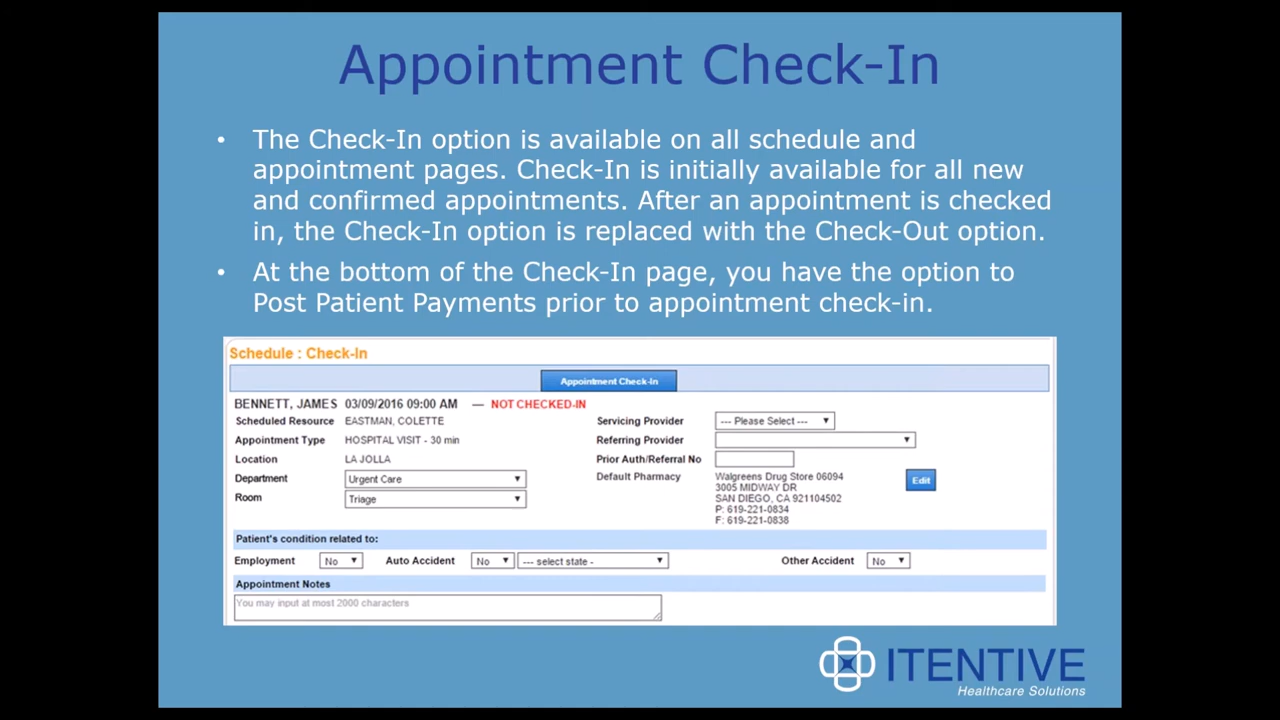 Appointment Check-In
• The Check-In option is available on all schedule and
appointment pages. Check-In is initially available for all new
and confirmed appointments. After an appointment is checked
in, the Check-In option is replaced with the Check-Out option.
• At the bottom of the Check-In page, you have the option to
Post Patient Payments prior to appointment check-in.
Schedule : Check-In
Appointment Check-In
BENNETT, JAMES 03/09/2016 09:00 AM — NOT CHECKED-IN
Scheduled Resource EASTMAN, COLETTE Servicing Provider --- Please Select ---
Appointment Type HOSPITAL VISIT - 30 min Referring Provider
Location LA JOLLA Prior Auth/Referral No
Department Urgent Care Default Pharmacy Walgreens Drug Store 06094 Edit
3005 MIDWAY DR
Room Triage SAN DIEGO, CA 921104502
P: 619-221-0834
F: 619-221-0838
Patient's condition related to:
Employment No Auto Accident No --- select state - Other Accident No
Appointment Notes
You may input at most 2000 characters
ITENTIVE
Healthcare Solutions